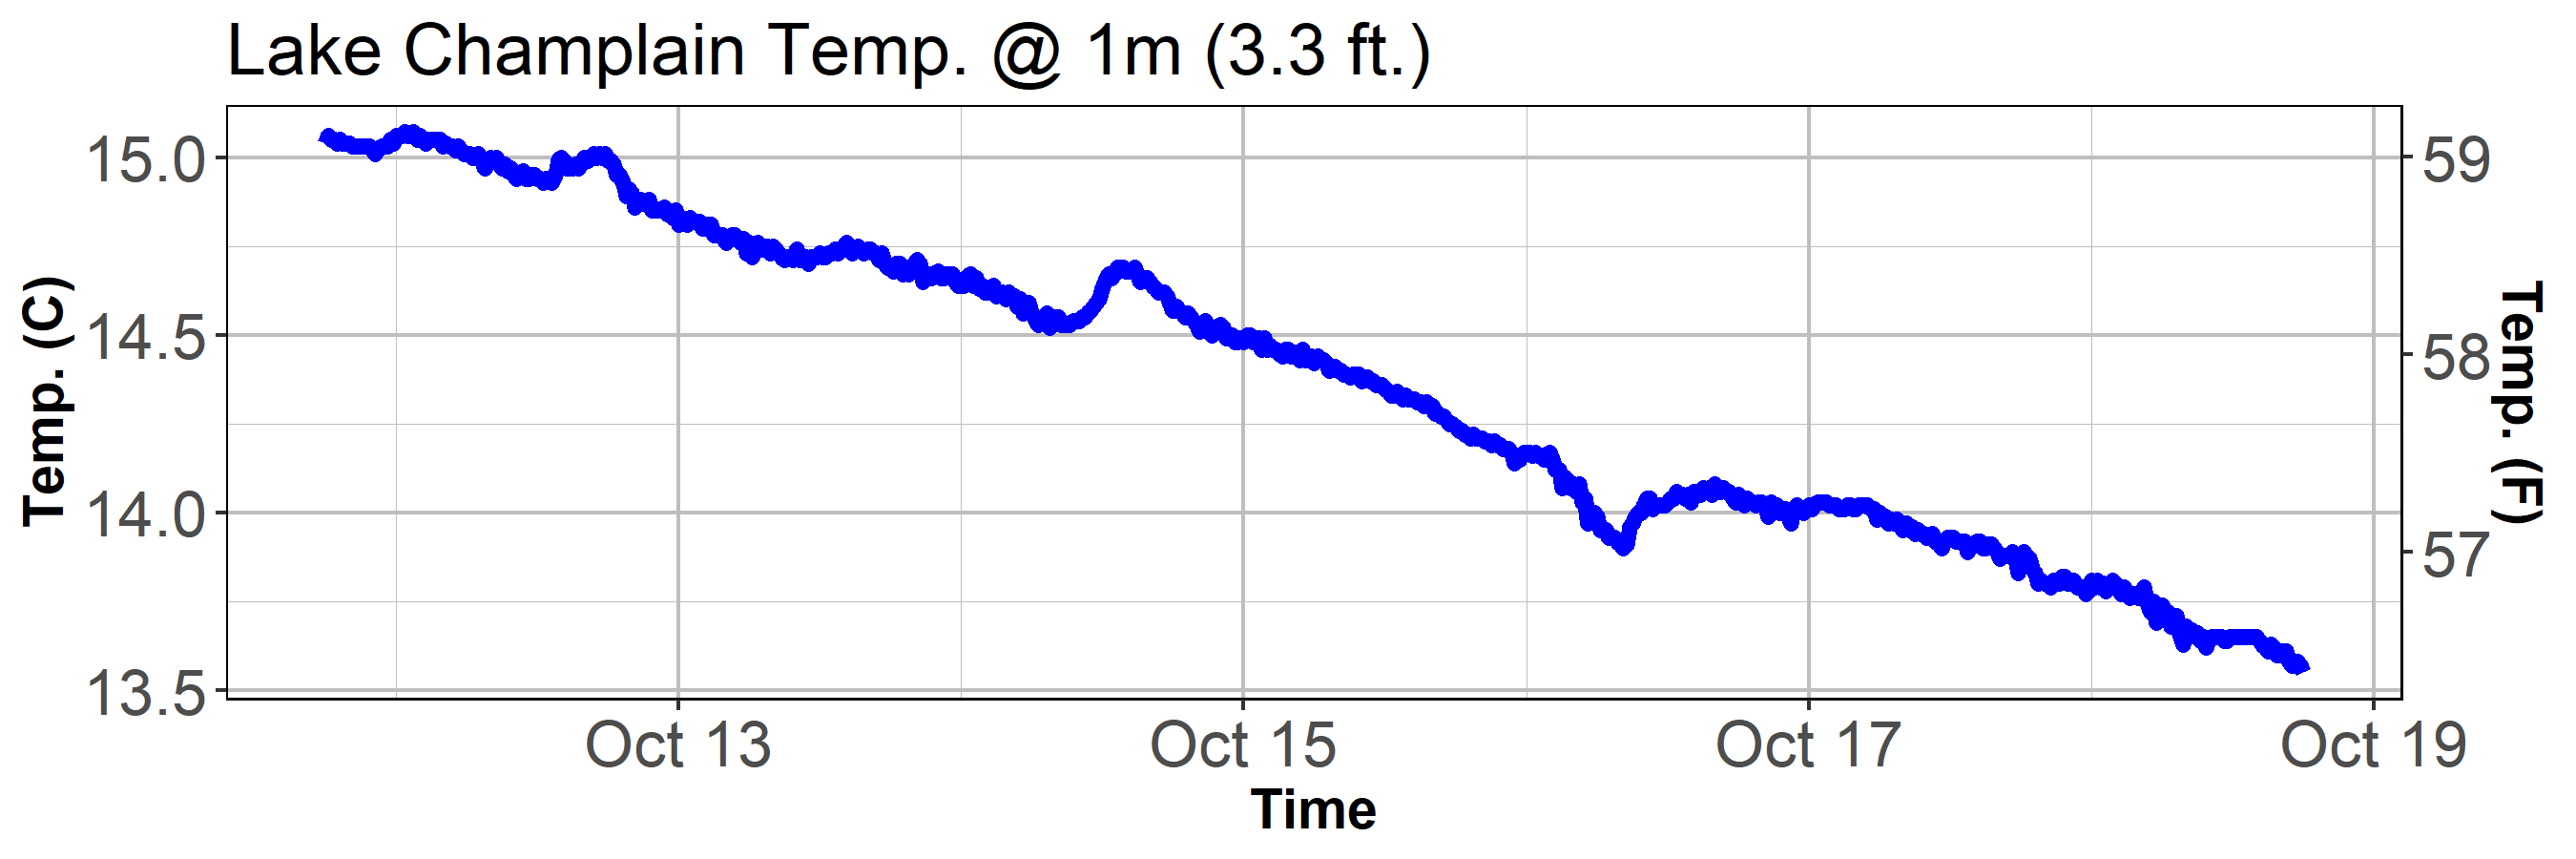 Lake Champlain Temp. @ 1m (3.3 ft.)
Temp. (C)
15.0
14.5
14.0
13.5
59
58
57
Temp. (F)
Oct 13
Oct 15
Oct 17
Oct 19
Time